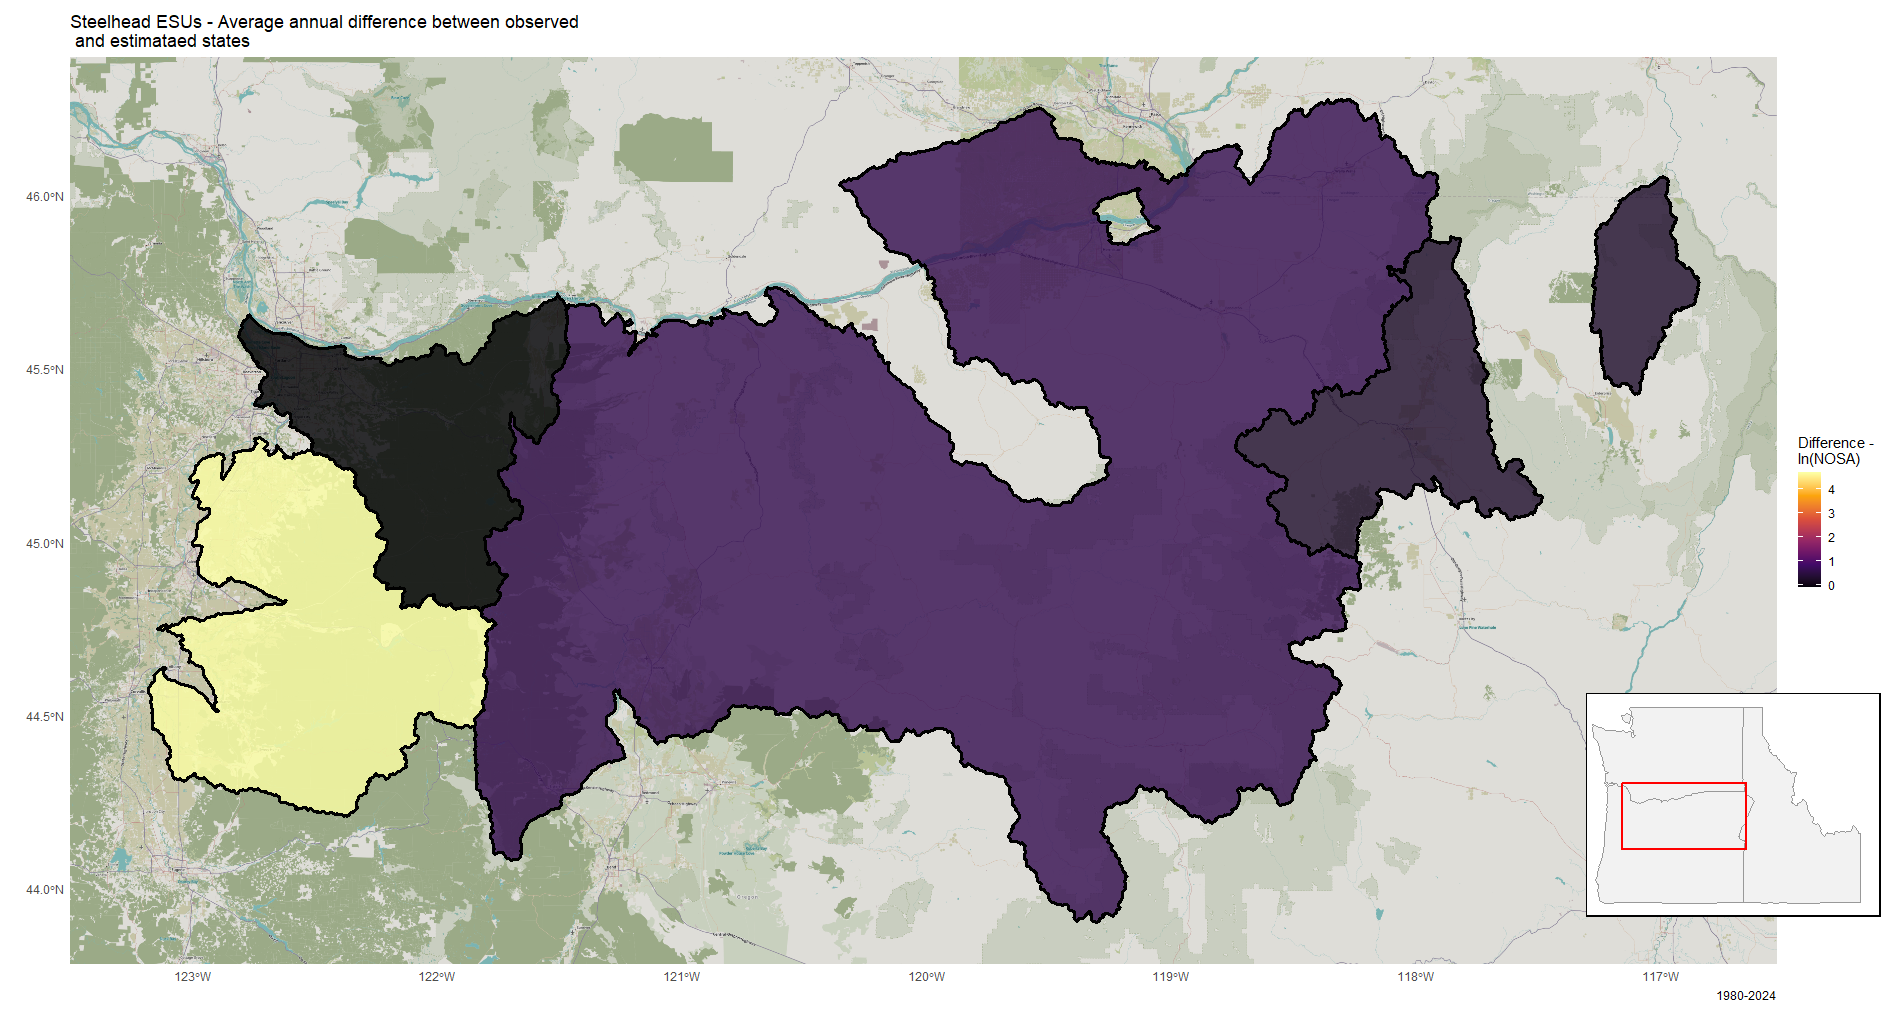 Steelhead ESUs - Average annual difference between observed
and estimataed states
46.0°N
45.5°N
45.0°N
44.5°N
44.0°N
123°W
122°W
121°W
120°W
119°W
118°W
117°W
Difference -
ln(NOSA)
4
3
2
1
0
1980-2024